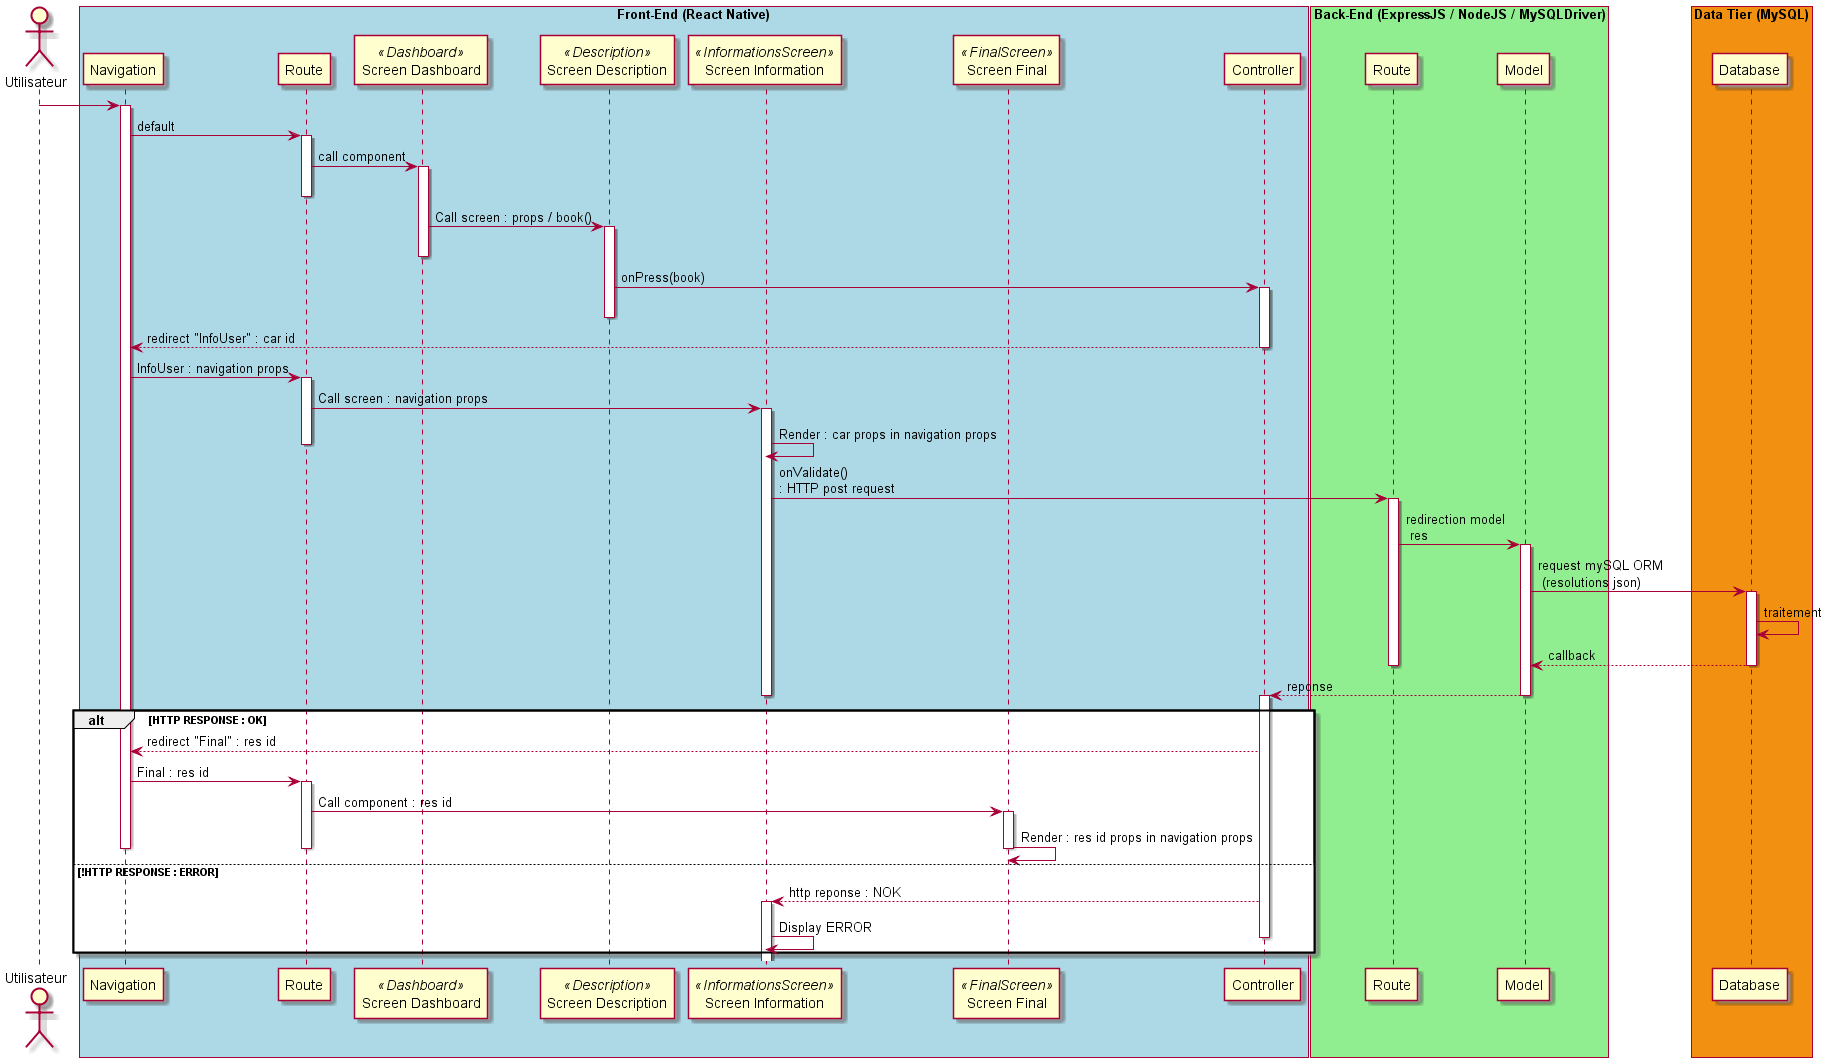 Front-End (React Native)
Back-End (ExpressJS / NodeJS / MySQLDriver)
Data Tier (MySQL)
Utilisateur
Navigation
Route
«Dashboard»
Screen Dashboard
«Description»
Screen Description
«InformationsScreen»
Screen Information
«FinalScreen»
Screen Final
Controller
Route
Model
Database
default
call component
Call screen : props / book()
onPress(book)
redirect "InfoUser" : car id
InfoUser : navigation props
Call screen : navigation props
Render : car props in navigation props
onValidate()
: HTTP post request
redirection model
res
request mySQL ORM
(resolutions json)
traitement
callback
reponse
alt
[HTTP RESPONSE : OK]
redirect "Final" : res id
Final : res id
Call component : res id
Render : res id props in navigation props
[!HTTP RESPONSE : ERROR]
http reponse : NOK
Display ERROR
Utilisateur
Navigation
Route
«Dashboard»
Screen Dashboard
«Description»
Screen Description
«InformationsScreen»
Screen Information
«FinalScreen»
Screen Final
Controller
Route
Model
Database